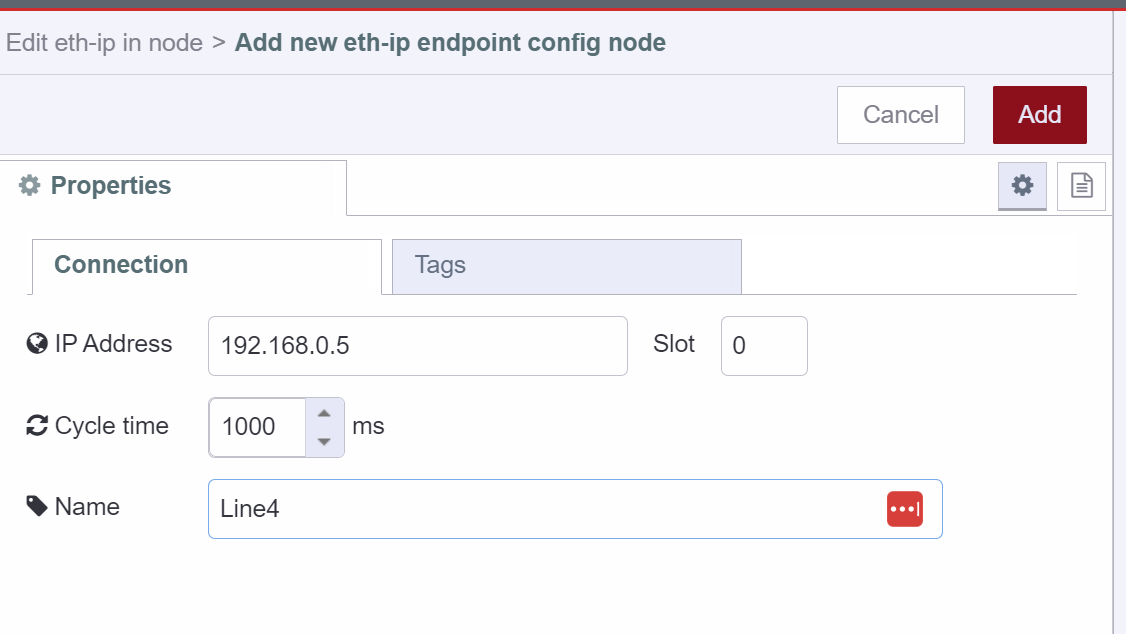 Edit eth-ip in node > Add new eth-ip endpoint config node
Cancel Add
Properties
Connection Tags
IP Address 192.168.0.5 Slot 0
Cycle time 1000 ms
Name Line4